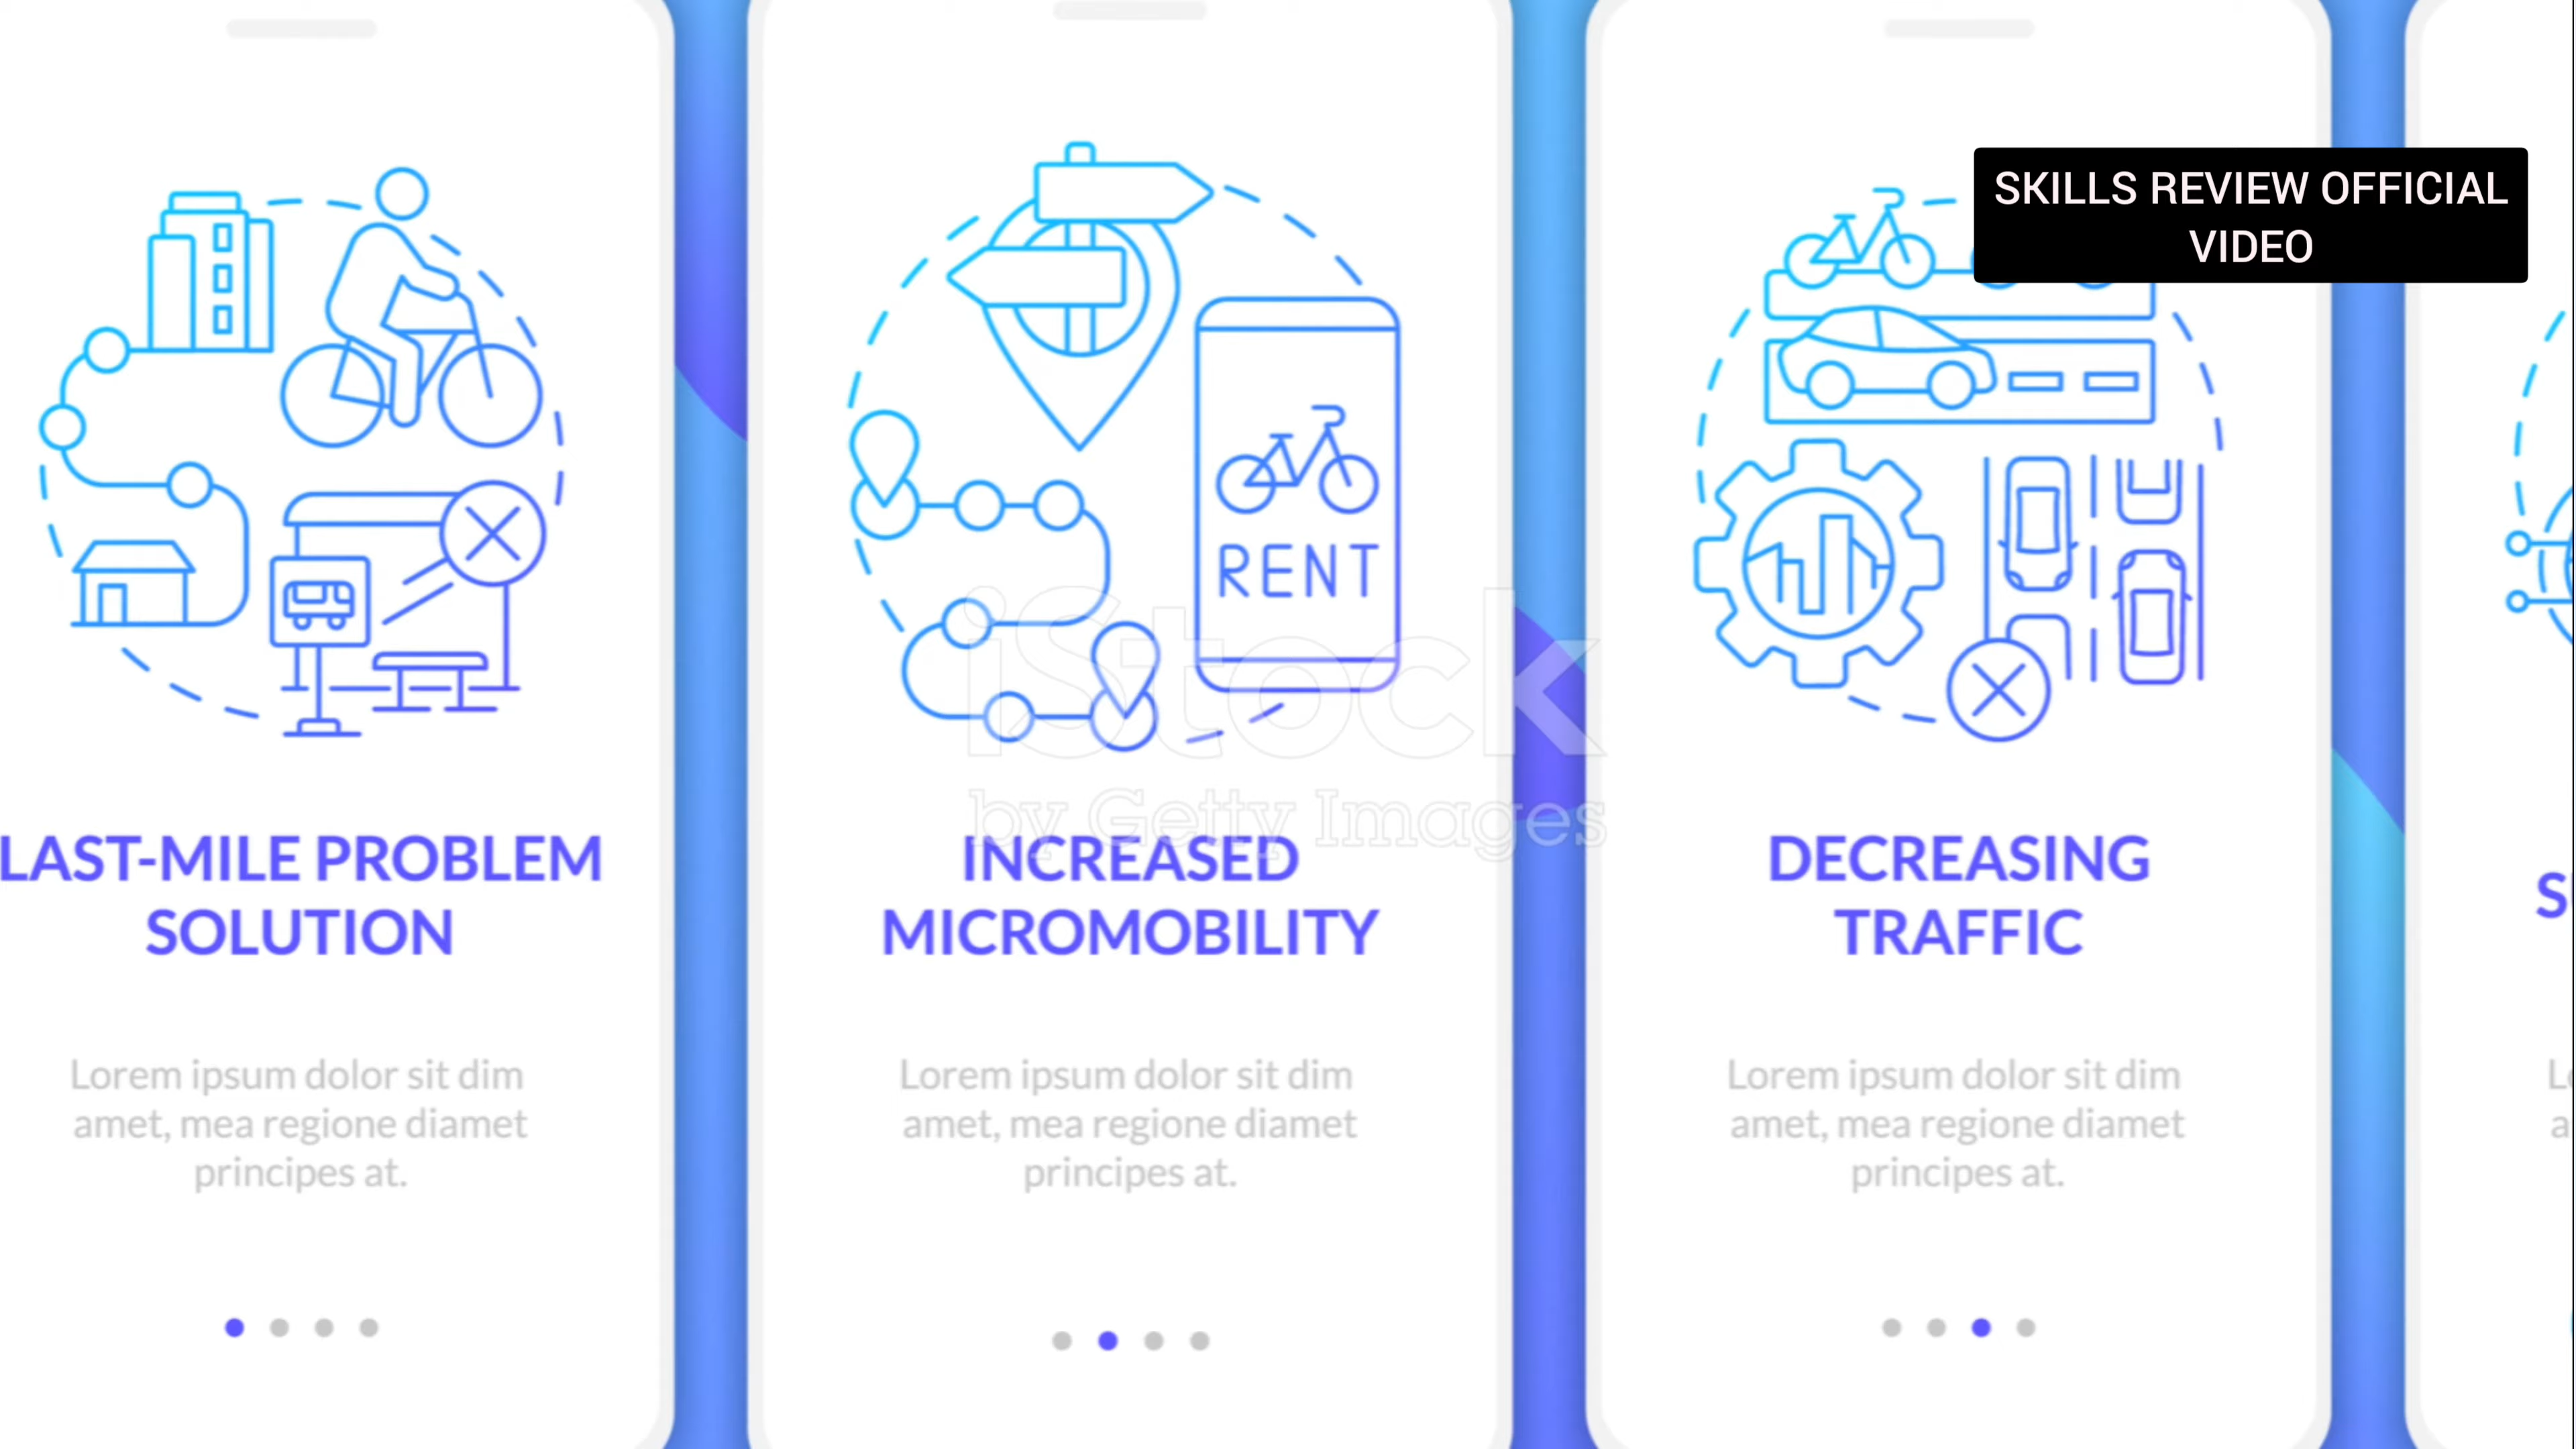 SKILLS REVIEW OFFICIAL
VIDEO
RENT
iStock
by Getty Images
LAST-MILE PROBLEM
SOLUTION
INCREASED
MICROMOBILITY
DECREASING
TRAFFIC
Lorem ipsum dolor sit dim
amet, mea regione diamet
principes at.
Lorem ipsum dolor sit dim
amet, mea regione diamet
principes at.
Lorem ipsum dolor sit dim
amet, mea regione diamet
principes at.